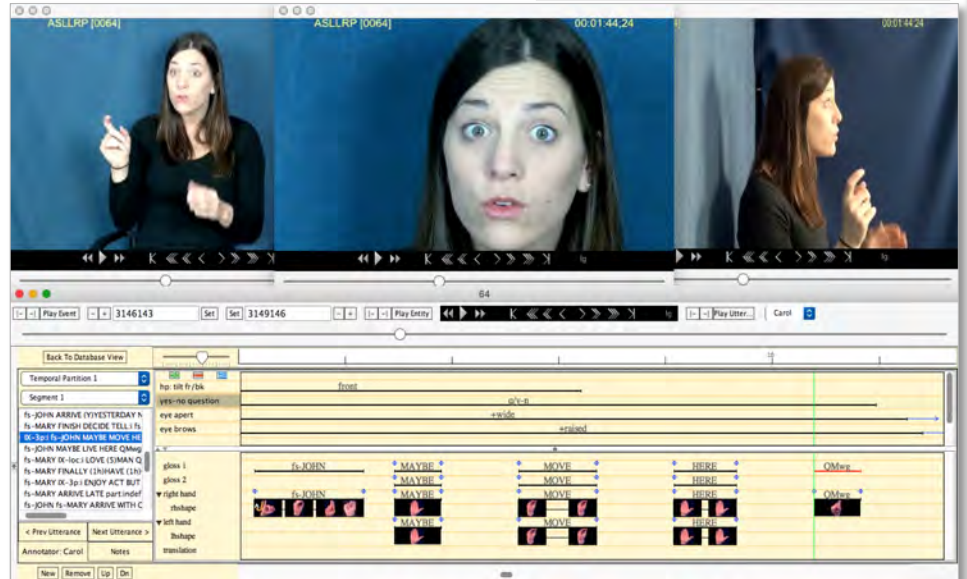 ASLLRP [0064]
ASLLRP [0064] 00:01:44,24
00:01:44,24
lg
lg
64
Play Event - + 3146143 Set Set 3149146 - + Play Entity lg Play Utter... Carol
Back To Database View
10
Temporal Partition 1
Segment 1
fs-JOHN ARRIVE (Y)YESTERDAY N
fs-MARY FINISH DECIDE TELL:i fs
IX-3p:i fs-JOHN MAYBE MOVE HE
fs-JOHN MAYBE LIVE HERE QMwg
fs-MARY IX-loc:i LOVE (S)MAN Q
fs-MARY FINALLY (1h)HAVE (1h)
fs-MARY IX-3p:i ENJOY ACT BUT
fs-MARY ARRIVE LATE part:indef
fs-JOHN fs-MARY ARRIVE WITH C
< Prev Utterance Next Utterance >
Annotator: Carol Notes
New Remove Up Dn
hp: tilt fr/bk front
yes-no question q/y-n
eye apert +wide
eye brows +raised
gloss 1 fs-JOHN MAYBE MOVE HERE QMwg
gloss 2 MAYBE MOVE HERE
right hand fs-JOHN MAYBE MOVE HERE QMwg
rhshape
left hand MAYBE MOVE HERE
lhshape
translation